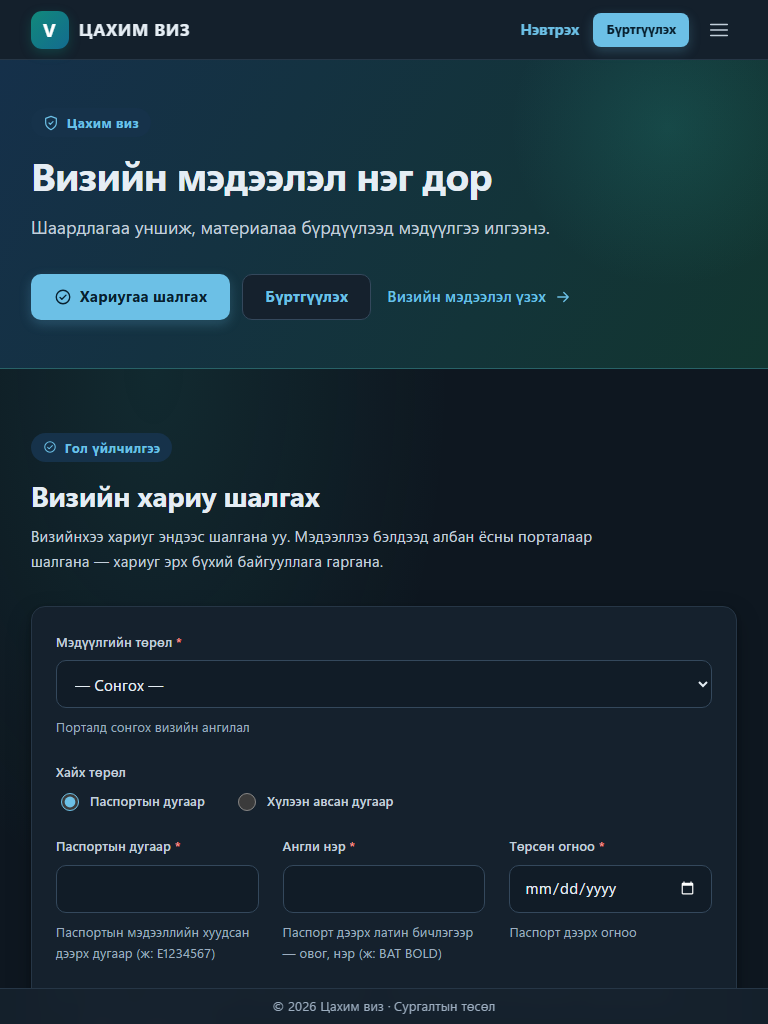 V ЦАХИМ ВИЗ
Нэвтрэх
Бүртгүүлэх
Цахим виз
Визийн мэдээлэл нэг дор
Шаардлагаа уншиж, материалаа бүрдүүлээд мэдүүлгээ илгээнэ.
Хариугаа шалгах
Бүртгүүлэх
Визийн мэдээлэл үзэх →
Гол үйлчилгээ
Визийн хариу шалгах
Визийнхээ хариуг эндээс шалгана уу. Мэдээллээ бэлдээд албан ёсны порталаар
шалгана — хариуг эрх бүхий байгууллага гаргана.
Мэдүүлгийн төрөл *
— Сонгох —
Порталд сонгох визийн ангилал
Хайх төрөл
Паспортын дугаар
Хүлээн авсан дугаар
Паспортын дугаар *
Англи нэр *
Төрсөн огноо *
mm/dd/yyyy
Паспортын мэдээллийн хуудсан
дээрх дугаар (ж: E1234567)
Паспорт дээрх латин бичлэгээр
— овог, нэр (ж: BAT BOLD)
Паспорт дээрх огноо
© 2026 Цахим виз · Сургалтын төсөл